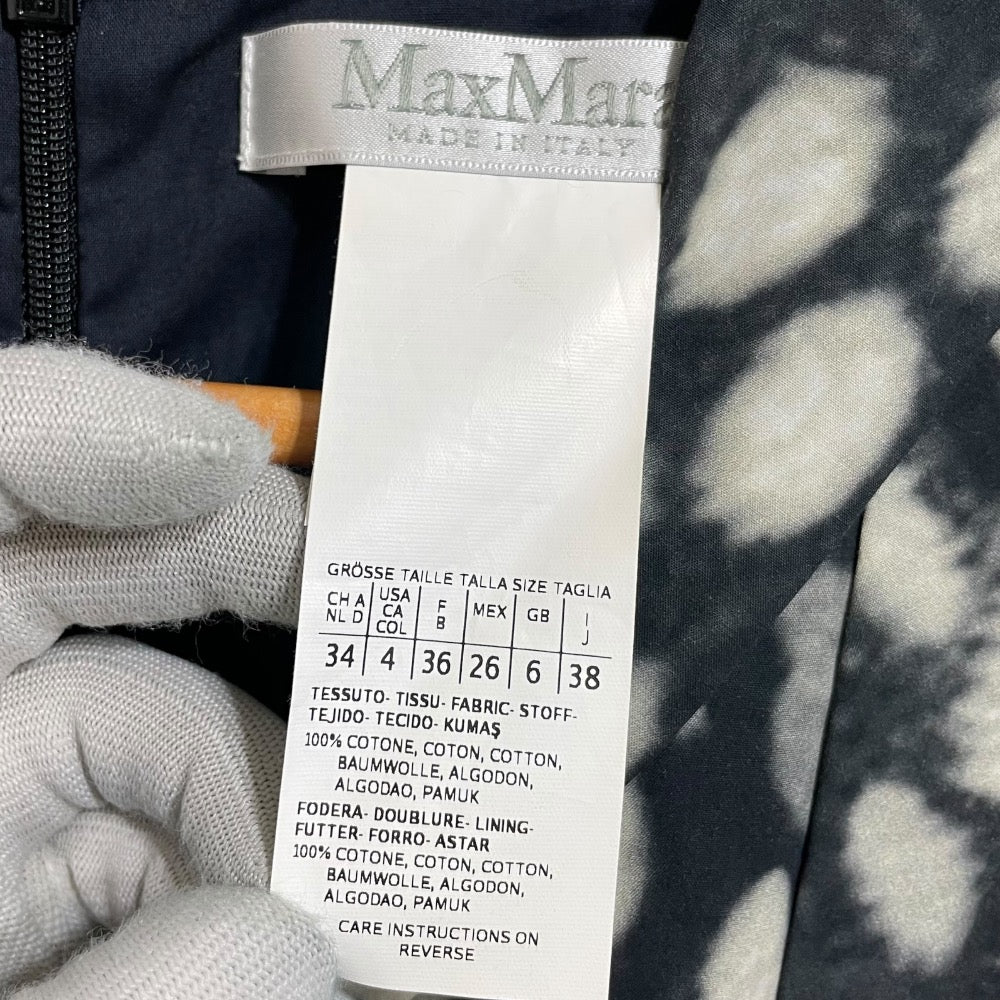 MaxMara
MADE IN ITALY
GRÖSSE TAILLE TALLA SIZE TAGLIA
CH A NL D USA CA COL F B MEX GB I J
34 4 36 26 6 38
TESSUTO- TISSU- FABRIC- STOFF-
TEJIDO- TECIDO- KUMAŞ
100% COTONE, COTON, COTTON,
BAUMWOLLE, ALGODON,
ALGODAO, PAMUK
FODERA- DOUBLURE- LINING-
FUTTER- FORRO- ASTAR
100% COTONE, COTON, COTTON,
BAUMWOLLE, ALGODON,
ALGODAO, PAMUK
CARE INSTRUCTIONS ON
REVERSE